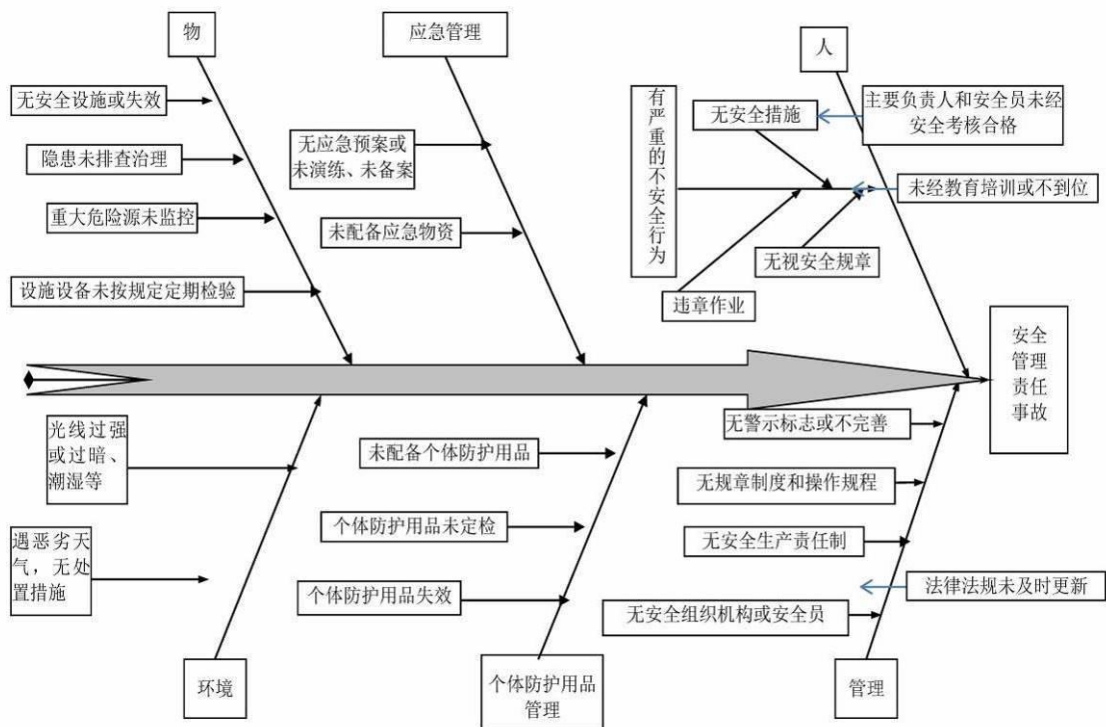 物
应急管理
人
无安全设施或失效
隐患未排查治理
重大危险源未监控
设施设备未按规定定期检验
无应急预案或
未演练、未备案
未配备应急物资
有严重的不安全行为
无安全措施
主要负责人和安全员未经
安全考核合格
未经教育培训或不到位
无视安全规章
违章作业
安全
管理
责任
事故
光线过强
或过暗、
潮湿等
遇恶劣天
气，无处
置措施
环境
未配备个体防护用品
个体防护用品未定检
个体防护用品失效
个体防护用品
管理
无警示标志或不完善
无规章制度和操作规程
无安全生产责任制
法律法规未及时更新
无安全组织机构或安全员
管理